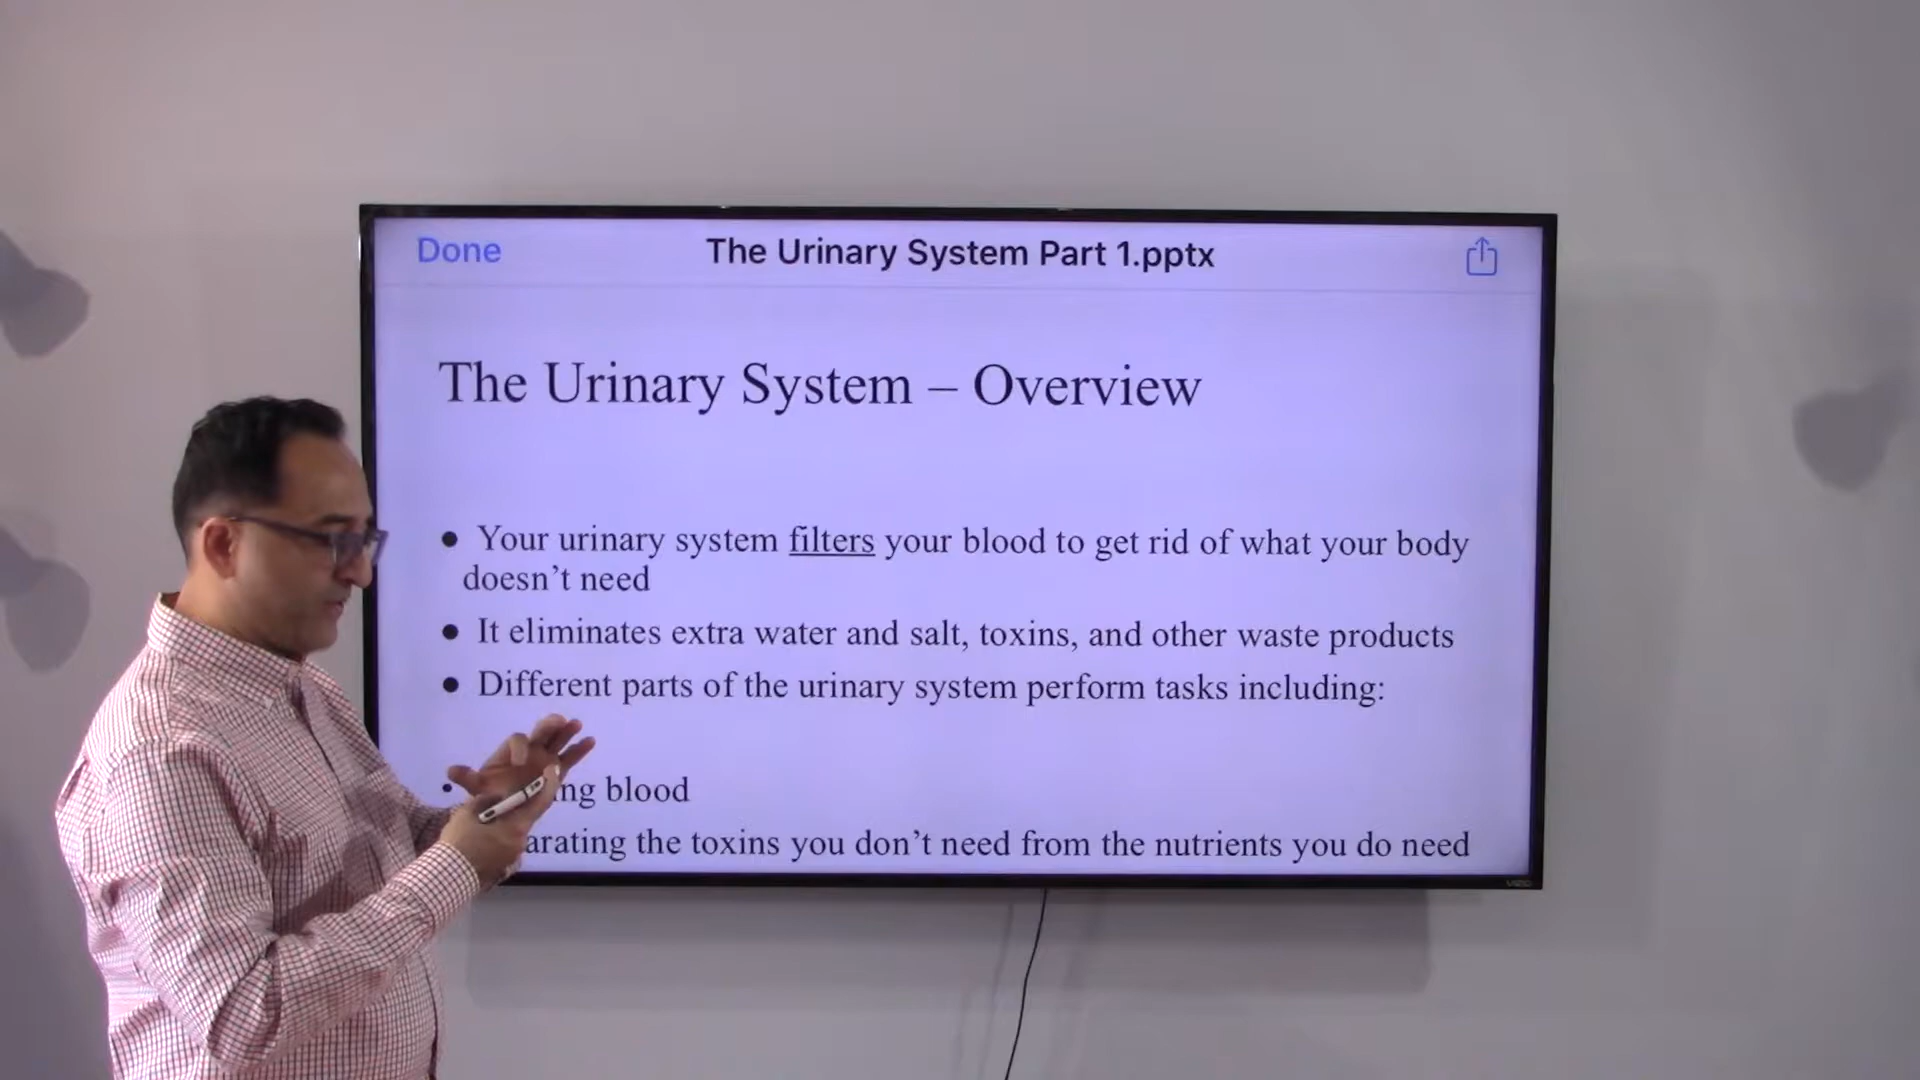 Done
The Urinary System Part 1.pptx
The Urinary System – Overview
● Your urinary system filters your blood to get rid of what your body
doesn’t need
● It eliminates extra water and salt, toxins, and other waste products
● Different parts of the urinary system perform tasks including:
• blood
the toxins you don’t need from the nutrients you do need
VIZIO